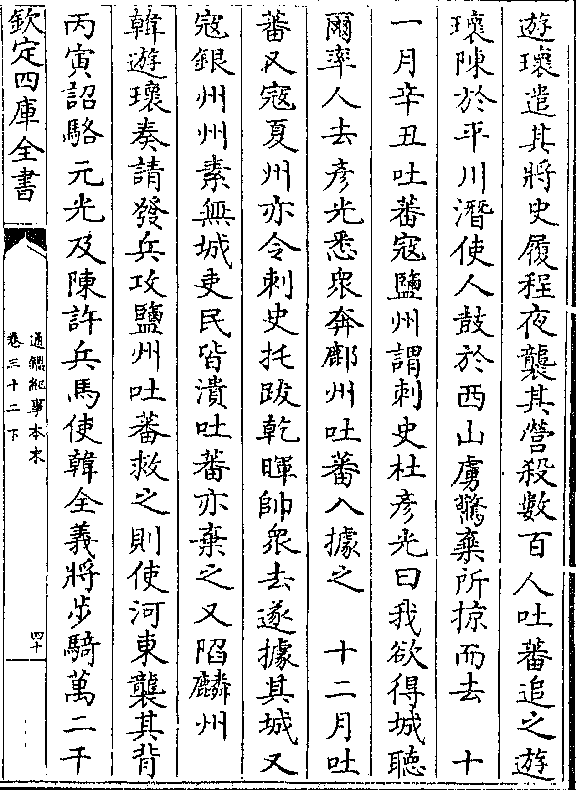 遊瓌遣其將史履程夜襲其營殺數百人吐蕃追之遊
瓌陳於平川潛使人鼓於西山虜驚棄所掠而去　十
一月辛丑吐蕃寇鹽州謂刺史杜彥光曰我欲得城聽
爾率人去彥光悉衆奔鄜州吐蕃入據之　十二月吐
蕃又寇夏州亦令刺史托跋乾暉帥衆去遂據其城又
寇銀州州素無城吏民皆潰吐蕃亦棄之又陷麟州
韓遊瓌奏請發兵攻鹽州吐蕃救之則使河東襲其背
丙寅詔駱元光及陳許兵馬使韓全義將步騎萬二千
欽定四庫全書
通鑑紀事本末
卷三十二下
四十